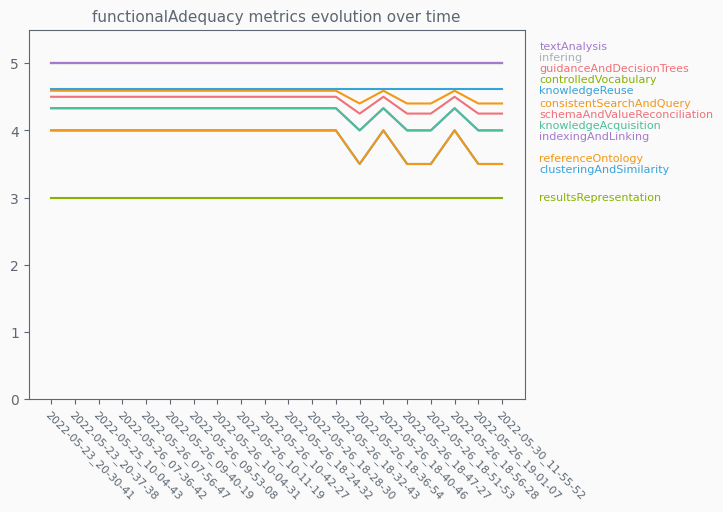 functionalAdequacy metrics evolution over time
5
4
3
2
1
0
textAnalysis
infering
guidanceAndDecisionTrees
controlledVocabulary
knowledgeReuse
consistentSearchAndQuery
schemaAndValueReconciliation
knowledgeAcquisition
indexingAndLinking
referenceOntology
clusteringAndSimilarity
resultsRepresentation
2022-05-23_20-30-41
2022-05-23_20-37-38
2022-05-25_10-04-43
2022-05-26_07-36-42
2022-05-26_07-56-47
2022-05-26_09-40-19
2022-05-26_09-53-08
2022-05-26_10-04-31
2022-05-26_10-11-19
2022-05-26_10-42-27
2022-05-26_18-24-32
2022-05-26_18-28-30
2022-05-26_18-32-43
2022-05-26_18-36-54
2022-05-26_18-40-46
2022-05-26_18-47-27
2022-05-26_18-51-53
2022-05-26_18-56-28
2022-05-26_19-01-07
2022-05-30_11-55-52